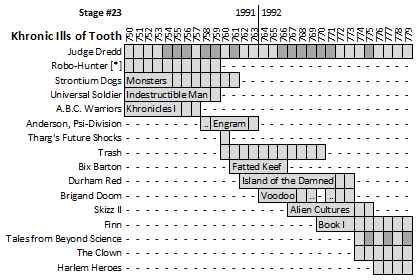 Stage #23 1991 1992
Khronic Ills of Tooth 750 751 752 753 754 755 756 757 758 759 760 761 762 763 764 765 766 767 768 769 770 771 772 773 774 775 776 777 778 779
Judge Dredd
Robo-Hunter [*]
Strontium Dogs Monsters
Universal Soldier Indestructible Man
A.B.C. Warriors Khronicles I
Anderson, Psi-Division .. Engram
Tharg's Future Shocks
Trash
Bix Barton Fatted Keef
Durham Red Island of the Damned
Brigand Doom Voodoo .. ..
Skizz II Alien Cultures
Finn Book I
Tales from Beyond Science
The Clown
Harlem Heroes